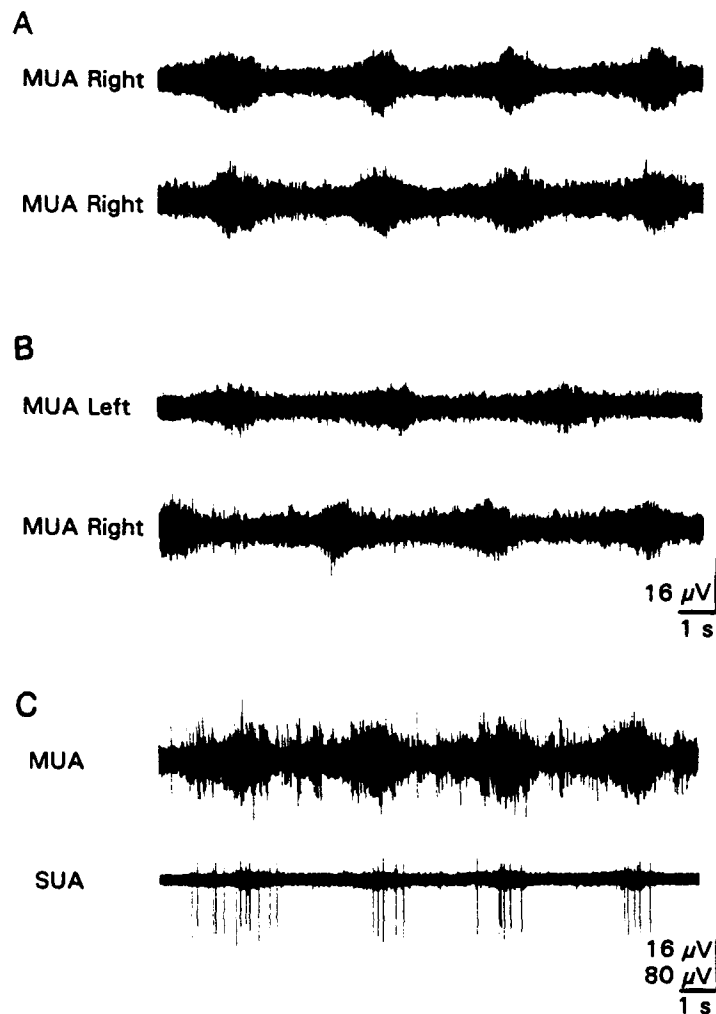 A
MUA Right
MUA Right
B
MUA Left
MUA Right
16 μV
1 s
C
MUA
SUA
16 μV
80 μV
1 s